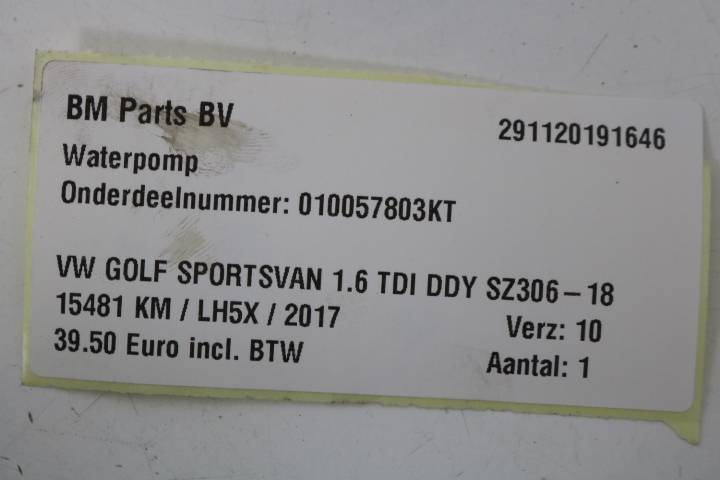 BM Parts BV
291120191646
Waterpomp
Onderdeelnummer: 010057803KT
VW GOLF SPORTSVAN 1.6 TDI DDY SZ306-18
15481 KM / LH5X / 2017
Verz: 10
39.50 Euro incl. BTW
Aantal: 1